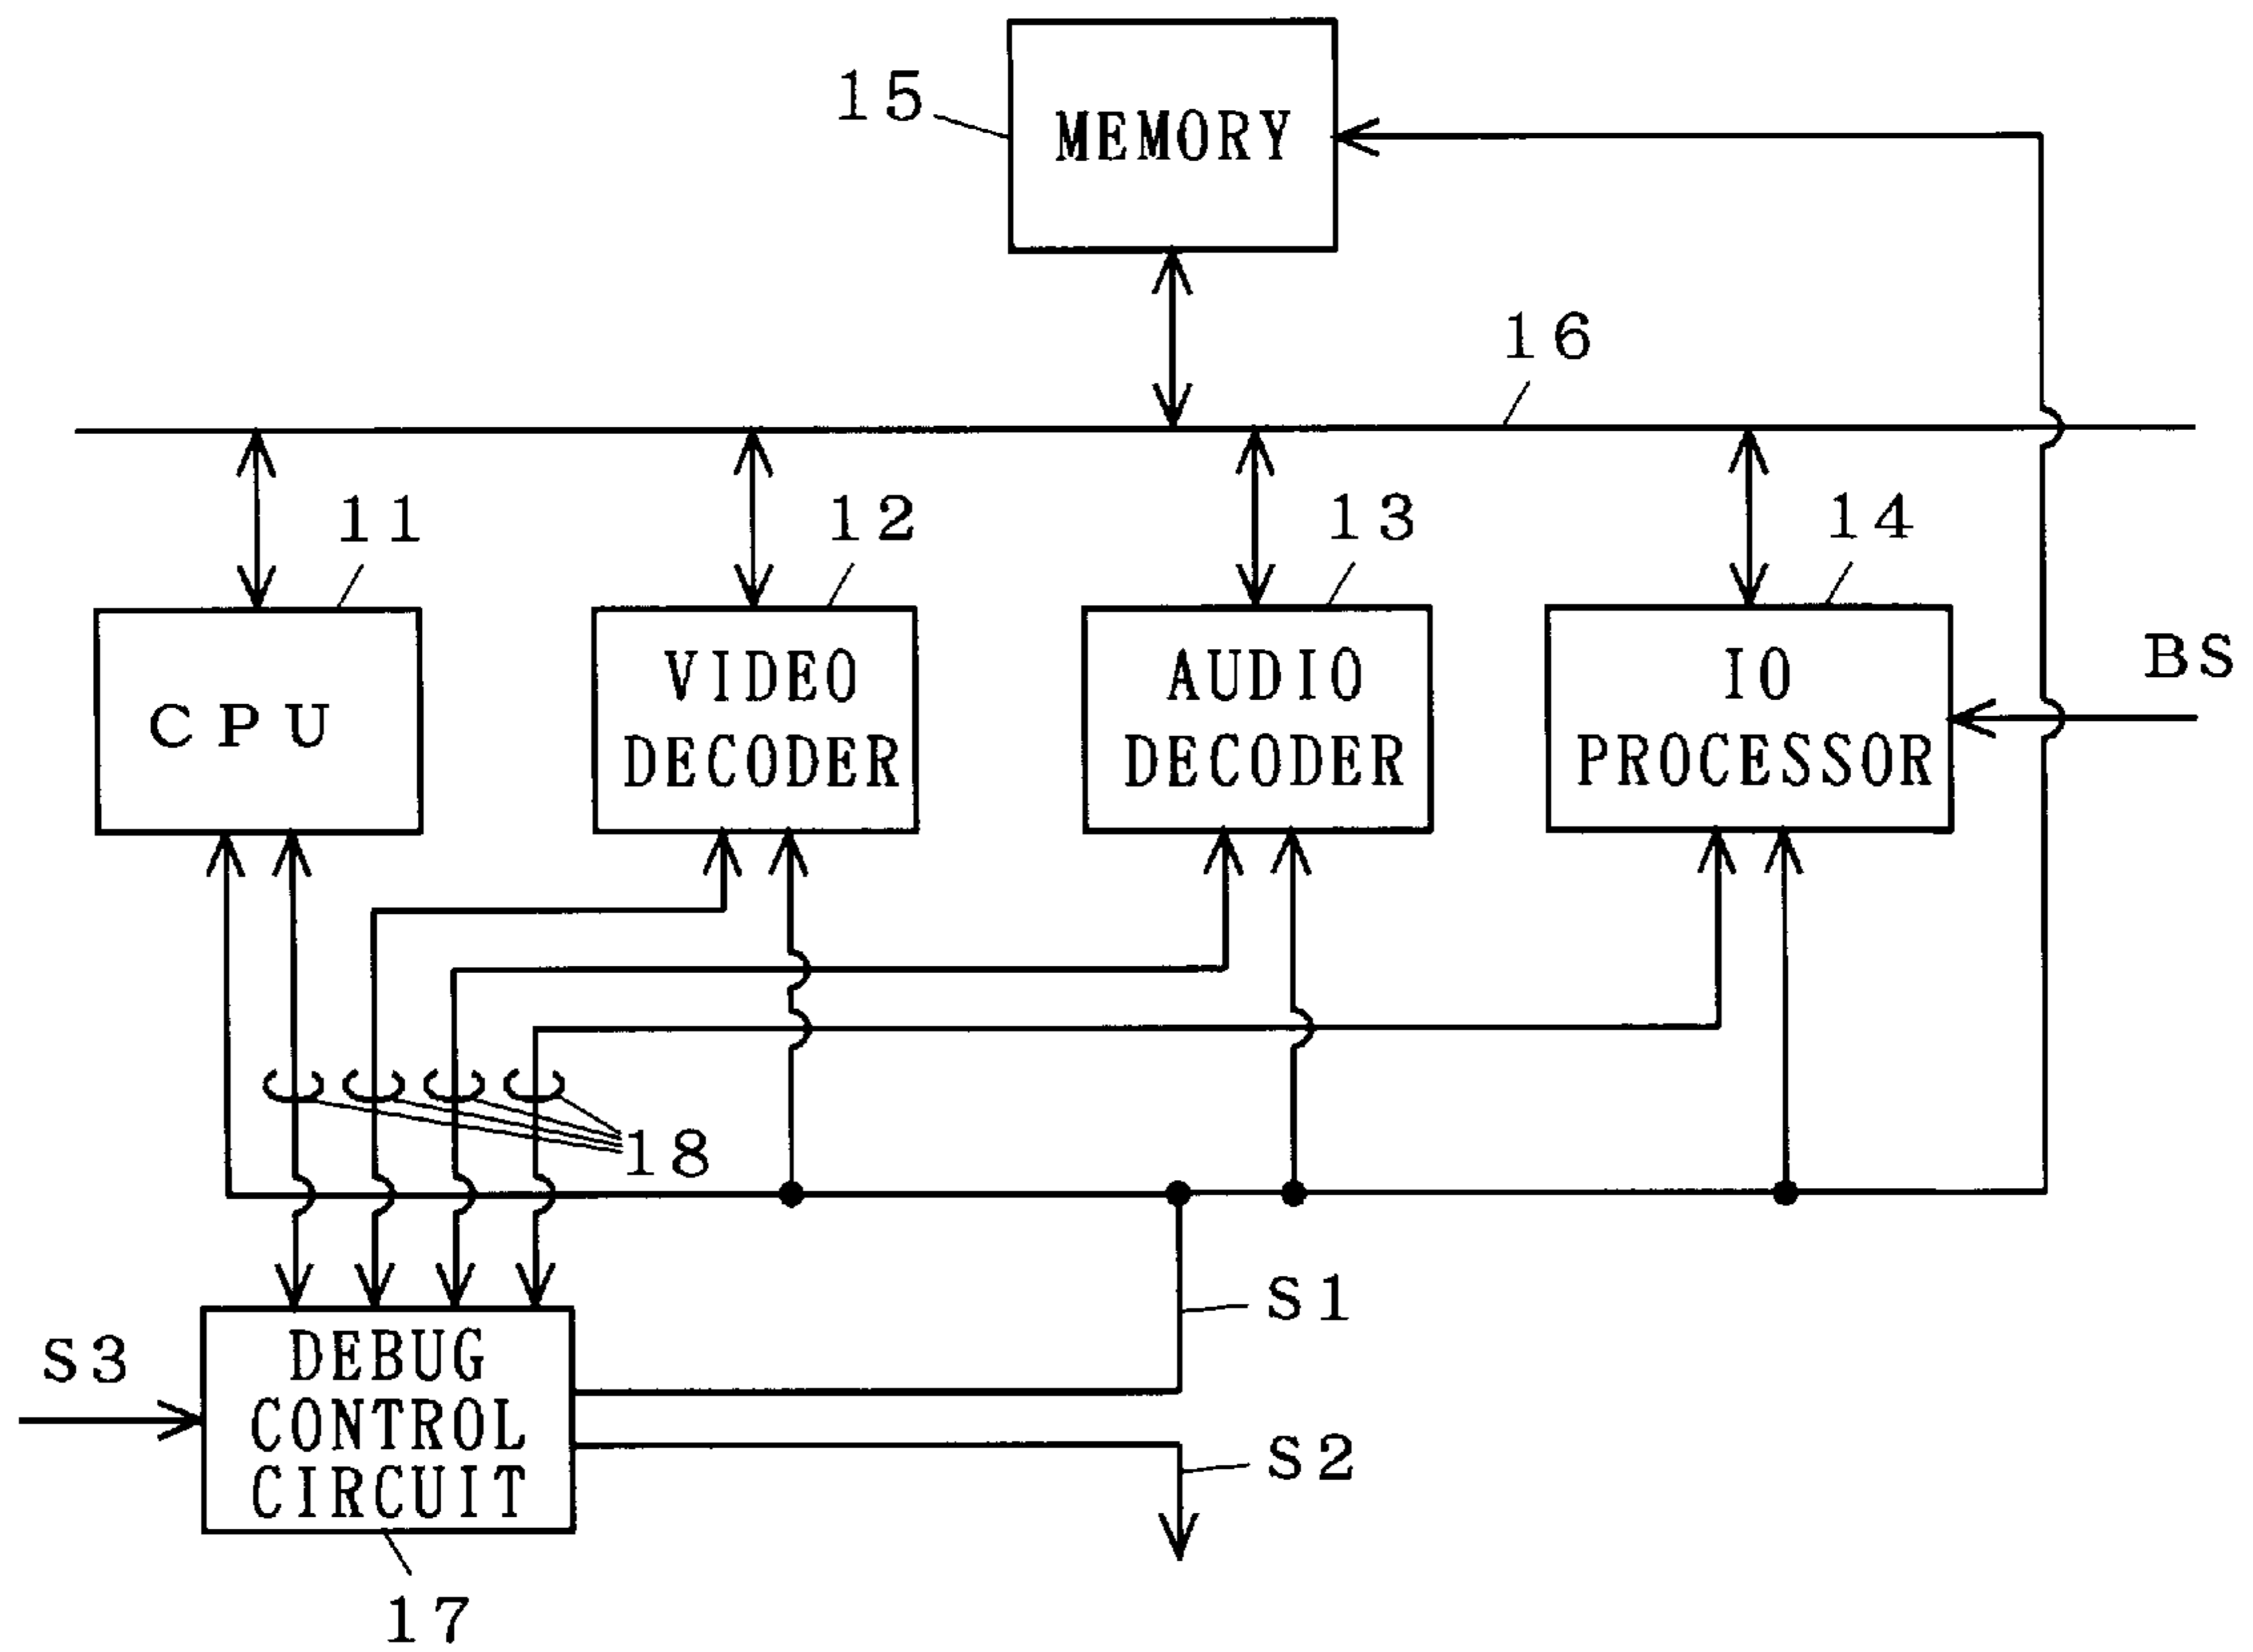 15
MEMORY
16
11
12
13
14
CPU
VIDEO
DECODER
AUDIO
DECODER
IO
PROCESSOR
BS
18
S1
S3
DEBUG
CONTROL
CIRCUIT
S2
17